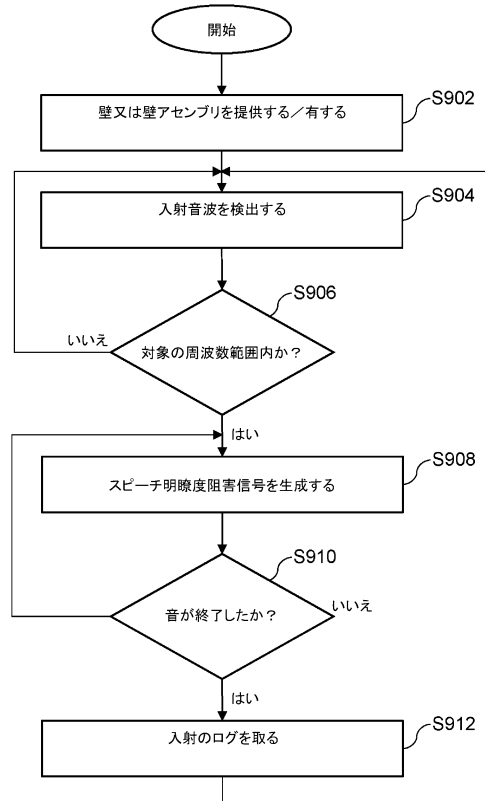 開始
壁又は壁アセンブリを提供する／有する
S902
入射音波を検出する
S904
S906
いいえ
対象の周波数範囲内か？
はい
スピーチ明瞭度阻害信号を生成する
S908
S910
音が終了したか？
いいえ
はい
入射のログを取る
S912